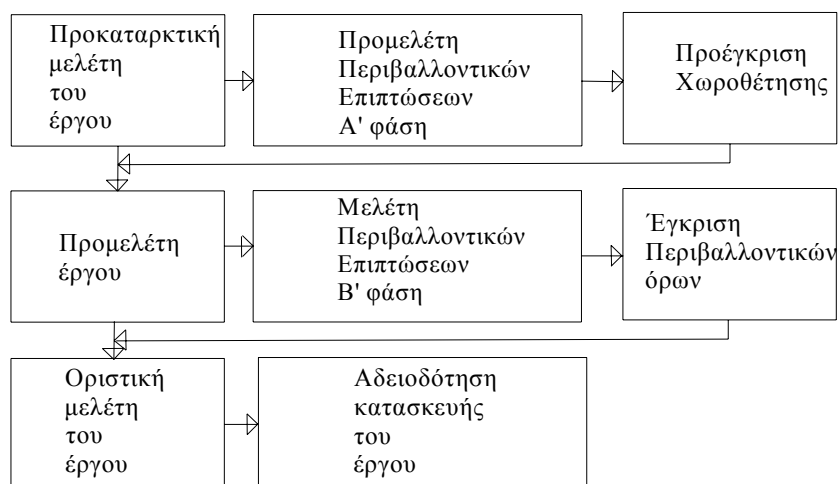 Προκαταρκτική
μελέτη
του
έργου
Προμελέτη
Περιβαλλοντικών
Επιπτώσεων
Α' φάση
Προέγκριση
Χωροθέτησης
Προμελέτη
έργου
Μελέτη
Περιβαλλοντικών
Επιπτώσεων
Β' φάση
Έγκριση
Περιβαλλοντικών
όρων
Οριστική
μελέτη
του
έργου
Αδειοδότηση
κατασκευής
του
έργου